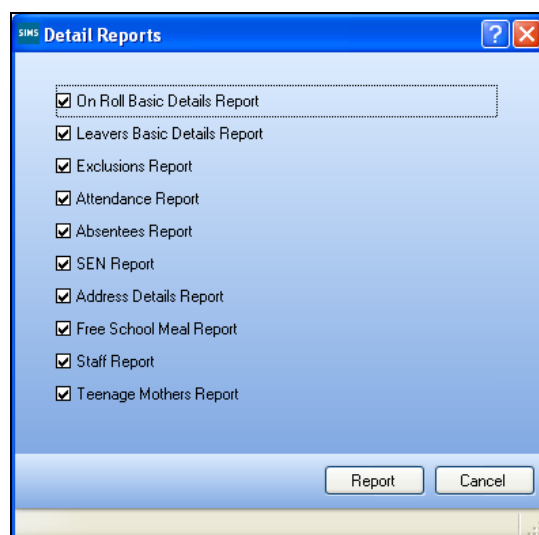 SIMS Detail Reports ?
On Roll Basic Details Report
Leavers Basic Details Report
Exclusions Report
Attendance Report
Absentees Report
SEN Report
Address Details Report
Free School Meal Report
Staff Report
Teenage Mothers Report
Report Cancel